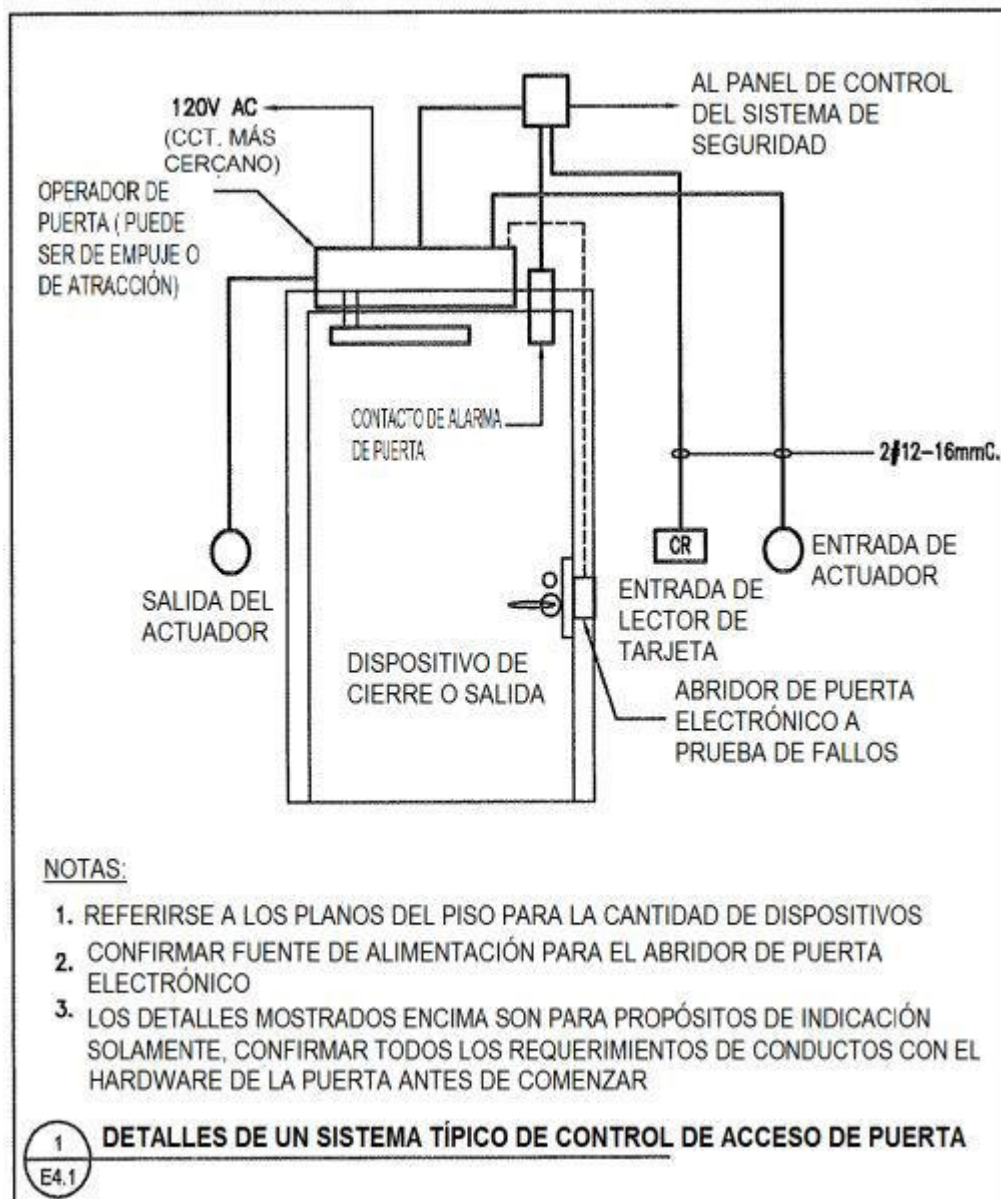 120V AC
(CCT. MÁS
CERCANO)
AL PANEL DE CONTROL
DEL SISTEMA DE
SEGURIDAD
OPERADOR DE
PUERTA ( PUEDE
SER DE EMPUJE O
DE ATRACCIÓN)
CONTACTO DE ALARMA
DE PUERTA
2#12-16mmC.
CR
SALIDA DEL
ACTUADOR
ENTRADA DE
LECTOR DE
TARJETA
ENTRADA DE
ACTUADOR
DISPOSITIVO DE
CIERRE O SALIDA
ABRIDOR DE PUERTA
ELECTRÓNICO A
PRUEBA DE FALLOS
NOTAS:
1. REFERIRSE A LOS PLANOS DEL PISO PARA LA CANTIDAD DE DISPOSITIVOS
2. CONFIRMAR FUENTE DE ALIMENTACIÓN PARA EL ABRIDOR DE PUERTA
ELECTRÓNICO
3. LOS DETALLES MOSTRADOS ENCIMA SON PARA PROPÓSITOS DE INDICACIÓN
SOLAMENTE, CONFIRMAR TODOS LOS REQUERIMIENTOS DE CONDUCTOS CON EL
HARDWARE DE LA PUERTA ANTES DE COMENZAR
1
E4.1
DETALLES DE UN SISTEMA TÍPICO DE CONTROL DE ACCESO DE PUERTA